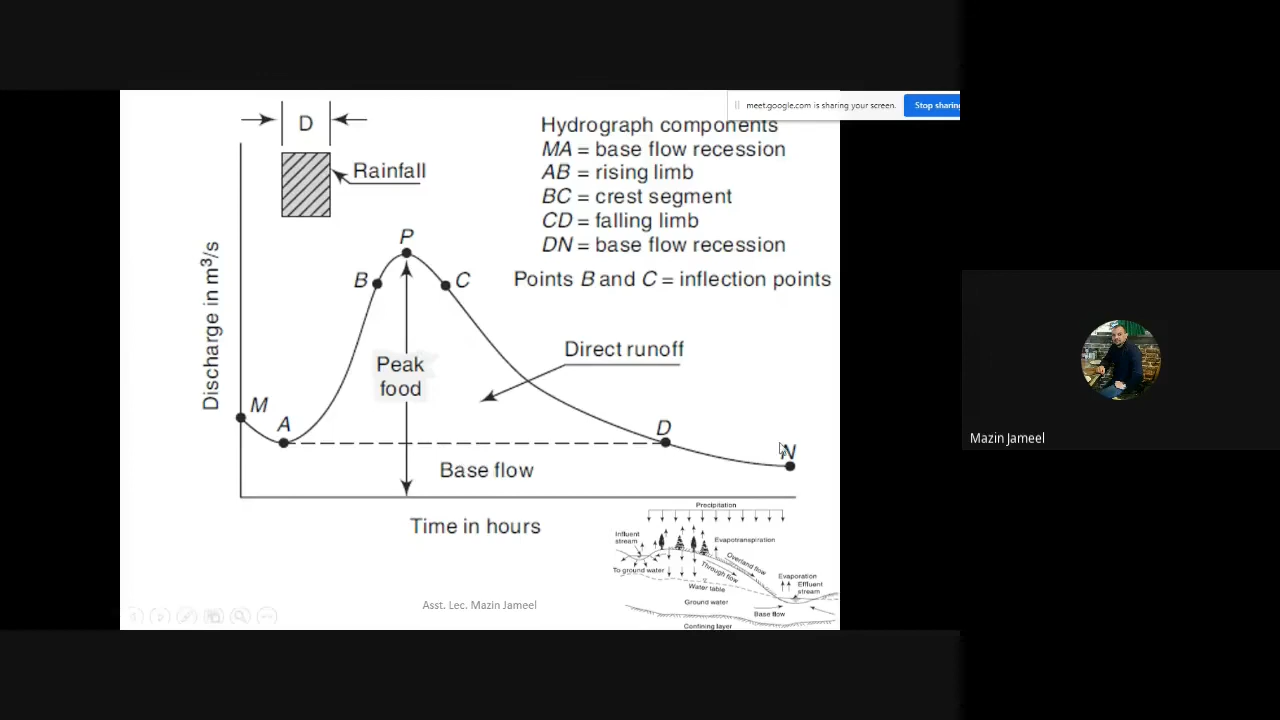 meet.google.com is sharing your screen.
Stop sharing
D
Rainfall
Hydrograph components
MA = base flow recession
AB = rising limb
BC = crest segment
CD = falling limb
DN = base flow recession
Points B and C = inflection points
P
B
C
Discharge in m³/s
Peak
food
Direct runoff
M
A
D
N
Base flow
Time in hours
Precipitation
Influent
stream
Evapotranspiration
Overland flow
To ground water
Through flow
Evaporation
Effluent
stream
Water table
Ground water
Base flow
Confining layer
Asst. Lec. Mazin Jameel
Mazin Jameel